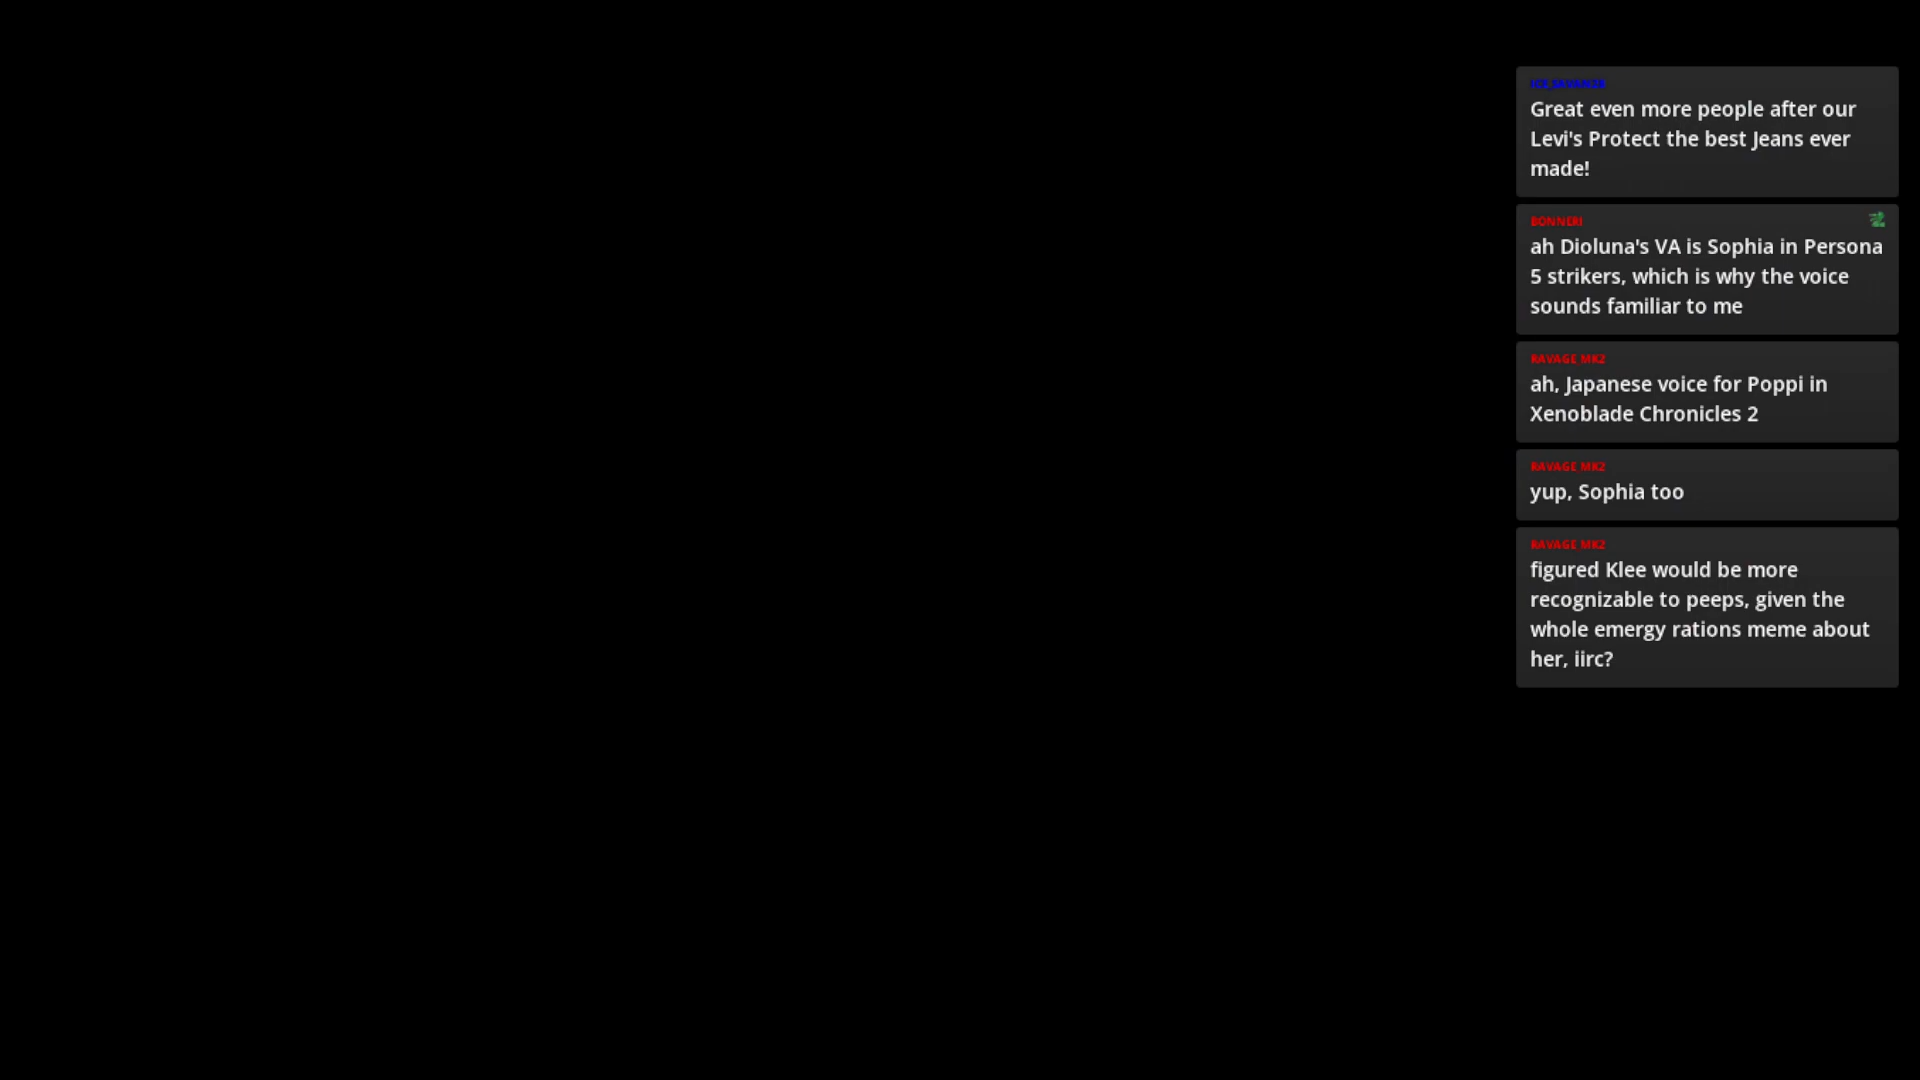 Great even more people after our
Levi's Protect the best Jeans ever
made!
BONNERI
ah Dioluna's VA is Sophia in Persona
5 strikers, which is why the voice
sounds familiar to me
RAVAGE MK2
ah, Japanese voice for Poppi in
Xenoblade Chronicles 2
RAVAGE MK2
yup, Sophia too
RAVAGE MK2
figured Klee would be more
recognizable to peeps, given the
whole emergy rations meme about
her, iirc?